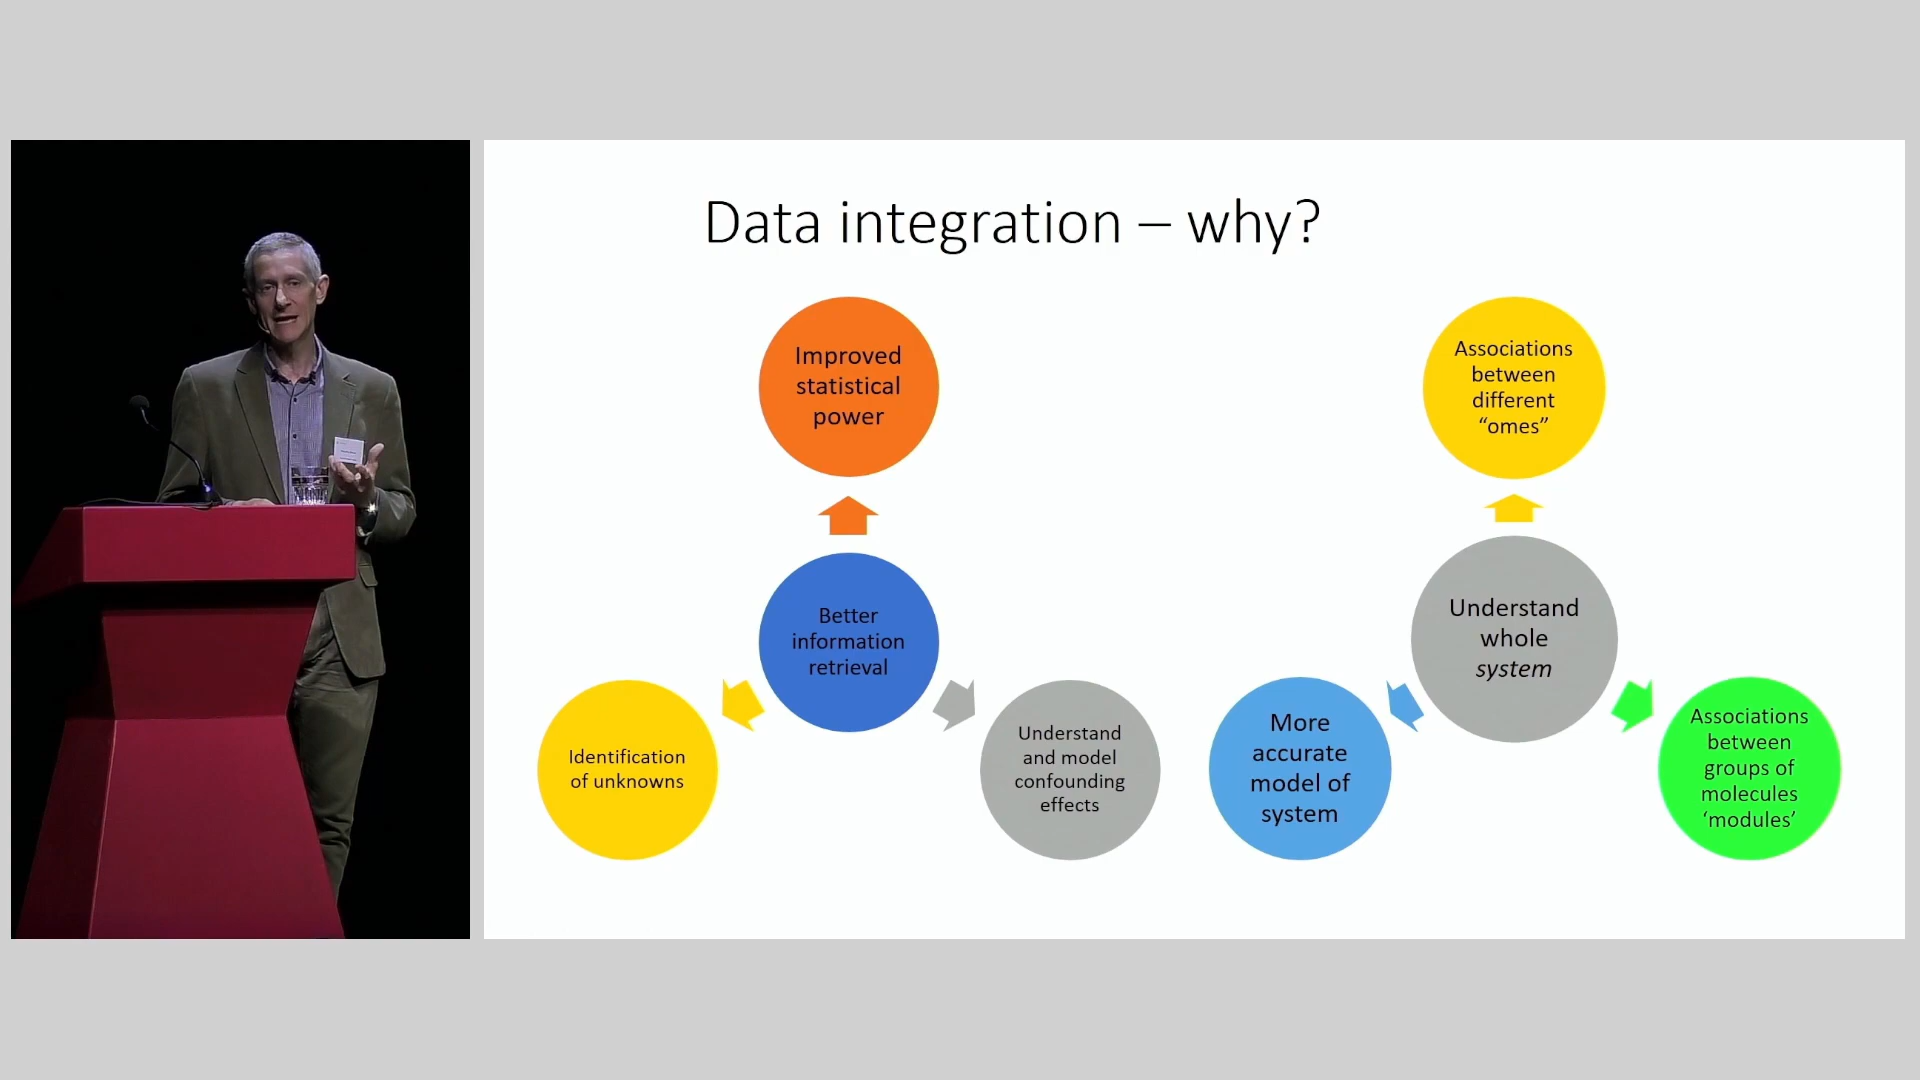 Data integration – why?
Improved
statistical
power
Better
information
retrieval
Identification
of unknowns
Understand
and model
confounding
effects
Associations
between
different
“omes”
Understand
whole
system
More
accurate
model of
system
Associations
between
groups of
molecules
‘modules’